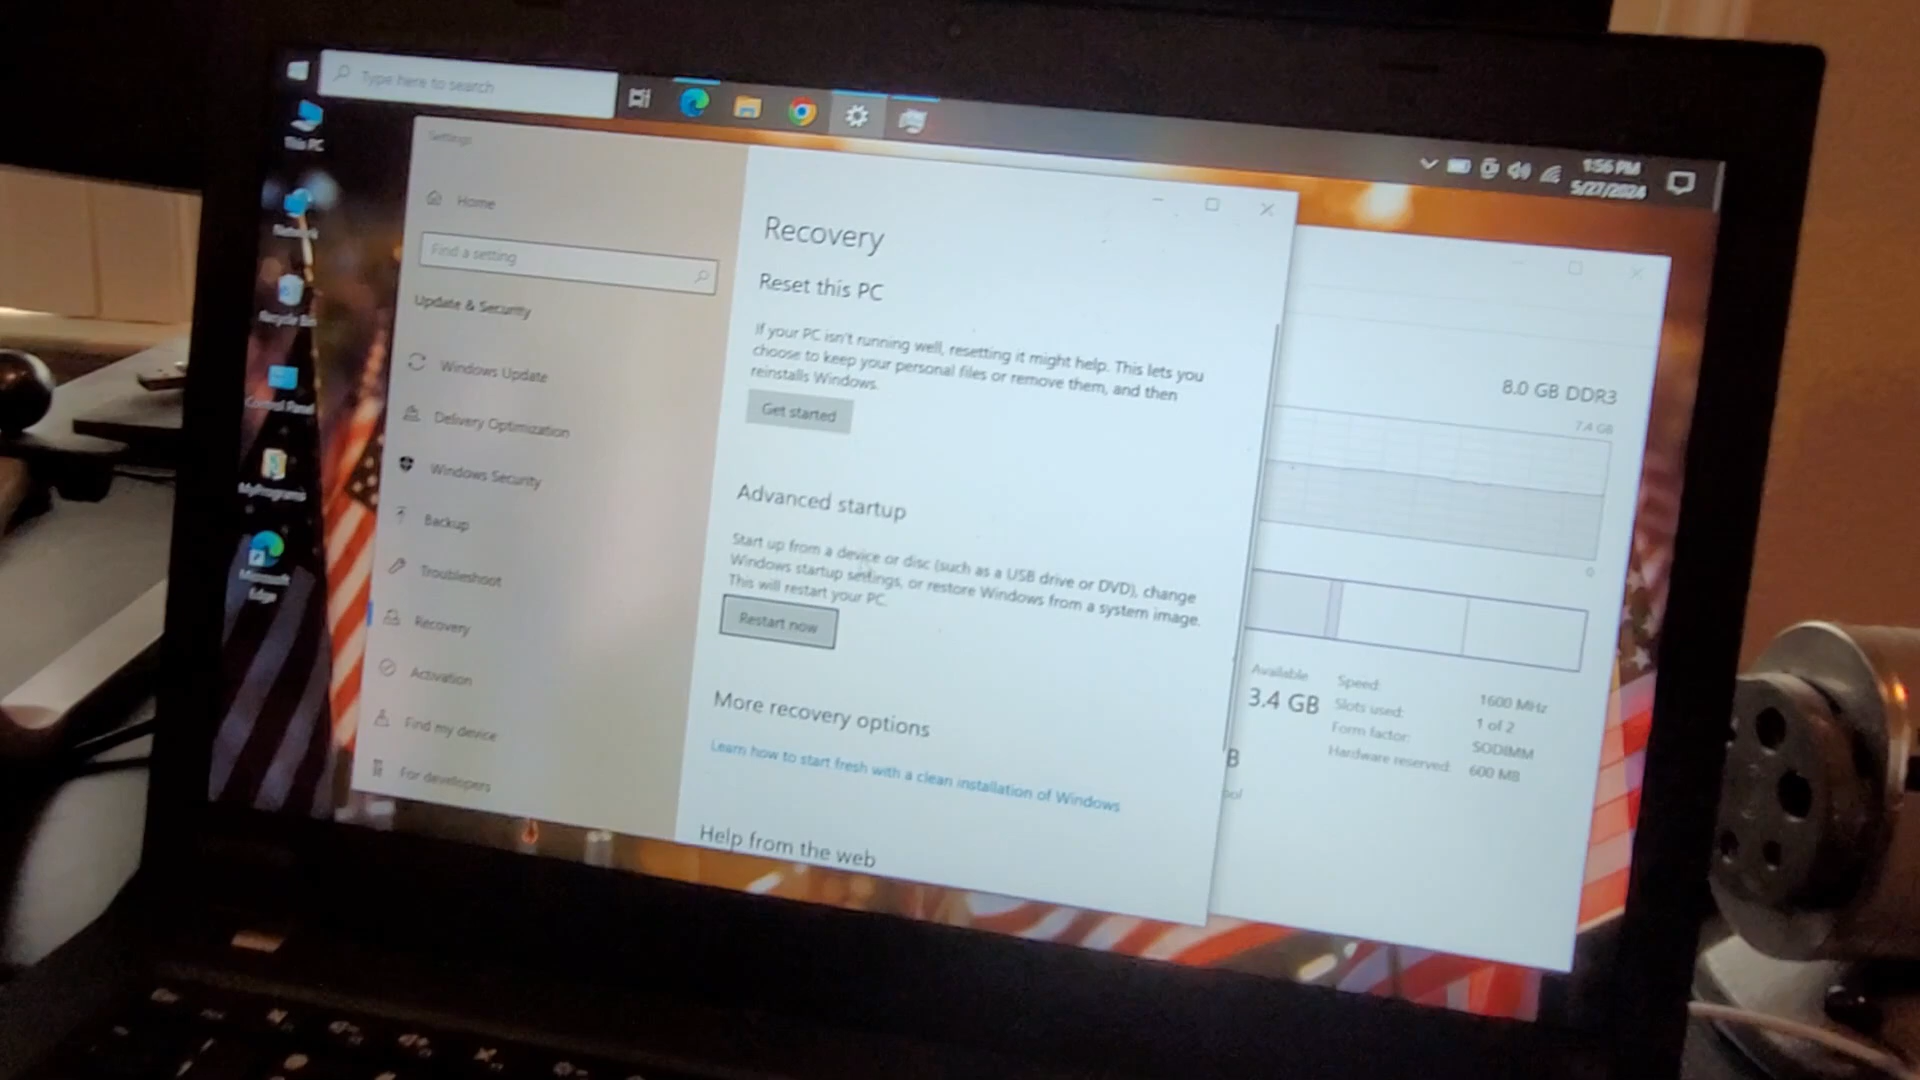 Type here to search
1:56 PM
5/27/2024
This PC
Network
Recycle Bin
Control Panel
MyPrograms
Microsoft
Edge
Settings
Home
Find a setting
Update & Security
Windows Update
Delivery Optimization
Windows Security
Backup
Troubleshoot
Recovery
Activation
Find my device
For developers
Recovery
Reset this PC
If your PC isn't running well, resetting it might help. This lets you
choose to keep your personal files or remove them, and then
reinstalls Windows.
Get started
Advanced startup
Start up from a device or disc (such as a USB drive or DVD), change
Windows startup settings, or restore Windows from a system image.
This will restart your PC.
Restart now
More recovery options
Learn how to start fresh with a clean installation of Windows
Help from the web
8.0 GB DDR3
7.4 GB
0
Available
3.4 GB
B
ool
Speed: 1600 MHz
Slots used: 1 of 2
Form factor: SODIMM
Hardware reserved: 600 MB